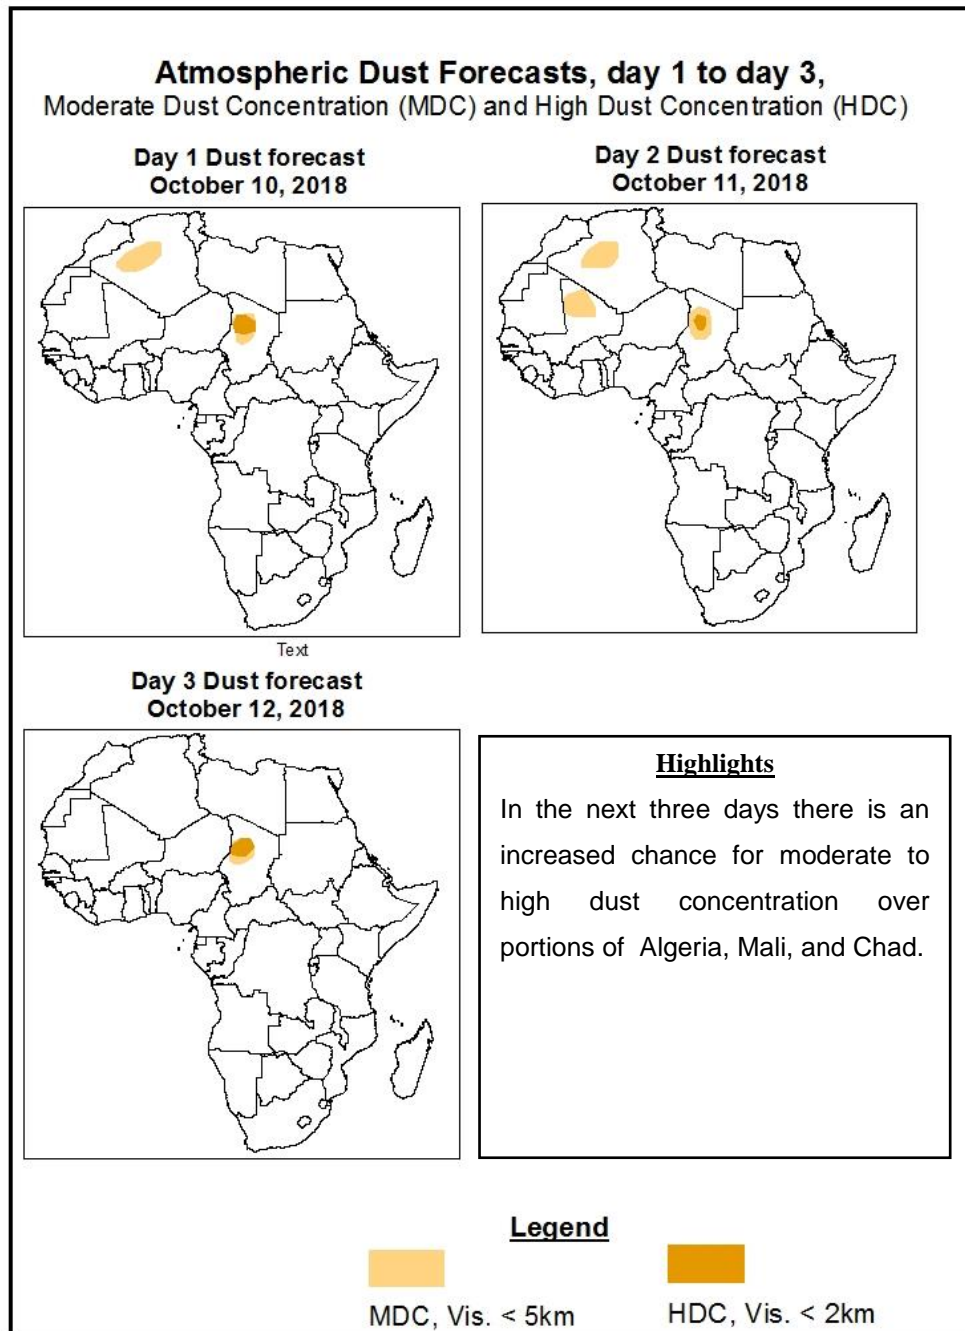 Atmospheric Dust Forecasts, day 1 to day 3,
Moderate Dust Concentration (MDC) and High Dust Concentration (HDC)
Day 1 Dust forecast
October 10, 2018
Day 2 Dust forecast
October 11, 2018
Text
Day 3 Dust forecast
October 12, 2018
Highlights
In the next three days there is an
increased chance for moderate to
high dust concentration over
portions of Algeria, Mali, and Chad.
Legend
MDC, Vis. < 5km
HDC, Vis. < 2km